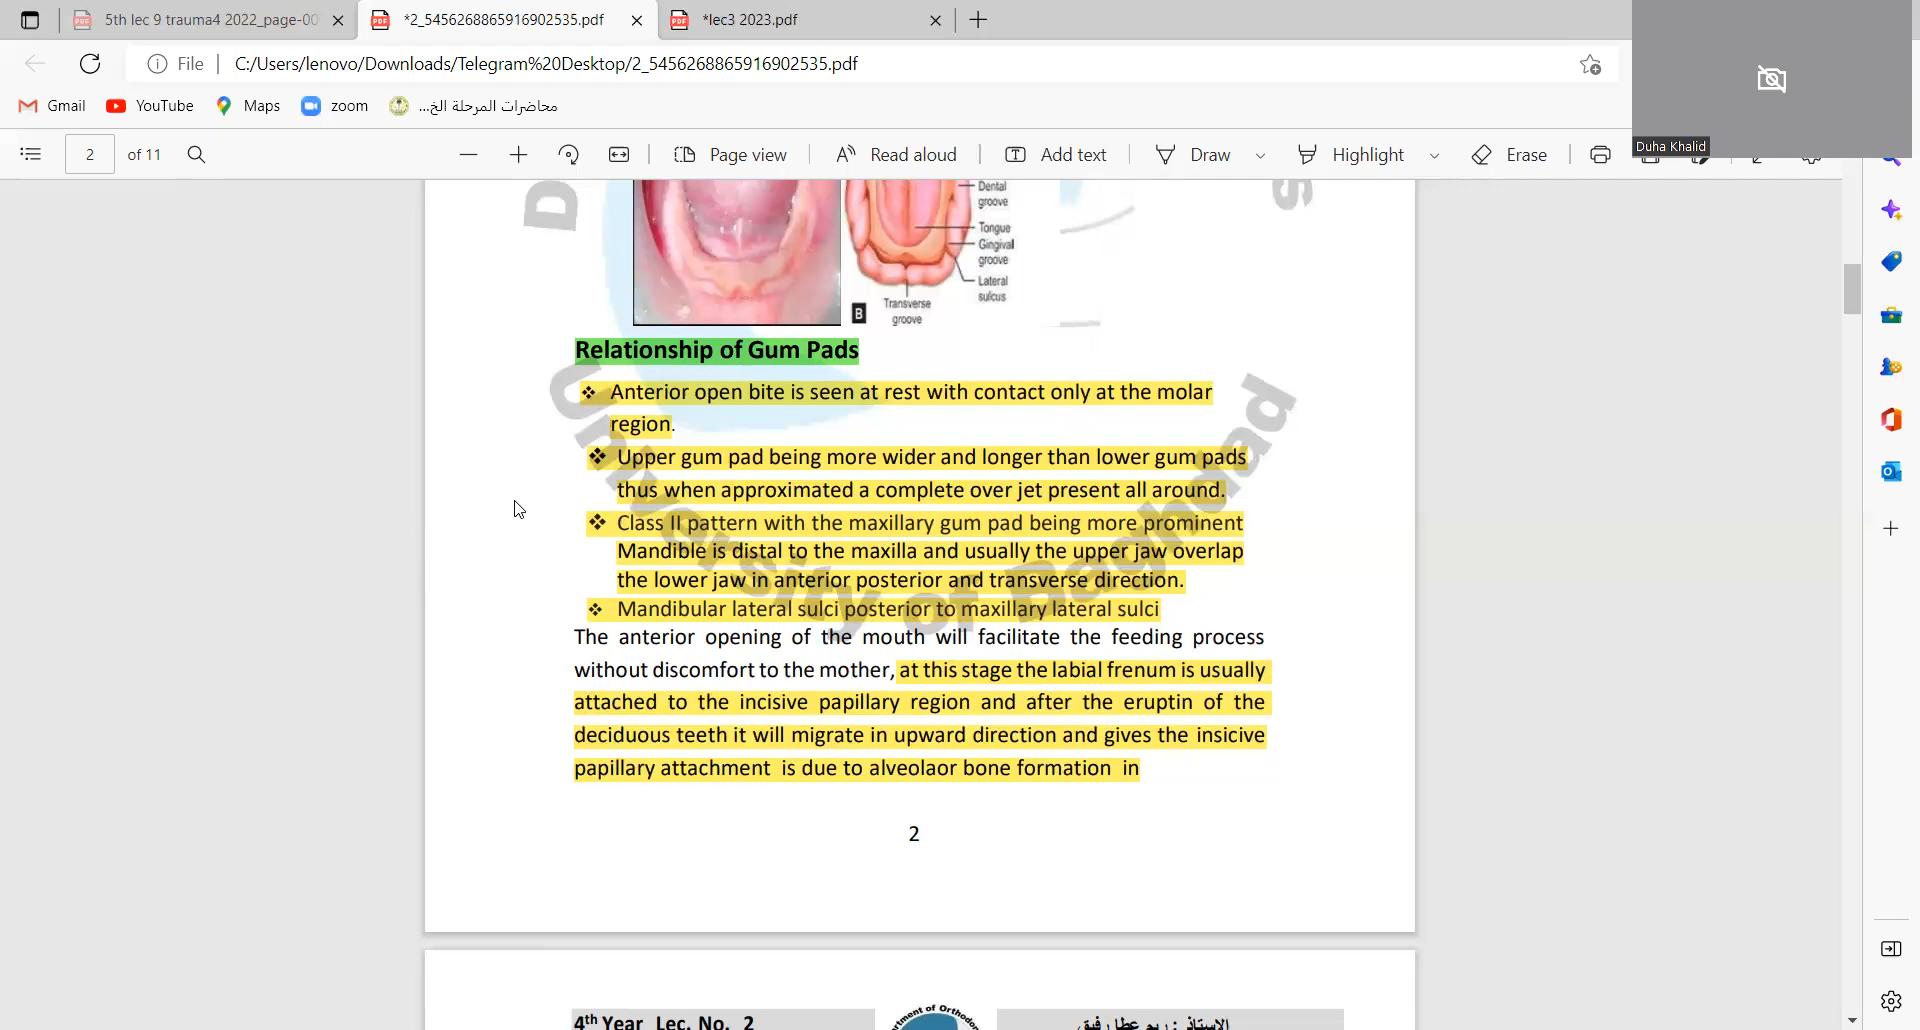 5th lec 9 trauma4 2022_page-00
*2_5456268865916902535.pdf
*lec3 2023.pdf
File
C:/Users/lenovo/Downloads/Telegram%20Desktop/2_5456268865916902535.pdf
Gmail
YouTube
Maps
zoom
محاضرات المرحلة الخ...
Duha Khalid
2
of 11
Page view
Read aloud
Add text
Draw
Highlight
Erase
Dental
groove
Tongue
Gingival
groove
Lateral
sulcus
Transverse
groove
B
Relationship of Gum Pads
❖ Anterior open bite is seen at rest with contact only at the molar
region.
❖ Upper gum pad being more wider and longer than lower gum pads
thus when approximated a complete over jet present all around.
❖ Class II pattern with the maxillary gum pad being more prominent
Mandible is distal to the maxilla and usually the upper jaw overlap
the lower jaw in anterior posterior and transverse direction.
❖ Mandibular lateral sulci posterior to maxillary lateral sulci
The anterior opening of the mouth will facilitate the feeding process
without discomfort to the mother, at this stage the labial frenum is usually
attached to the incisive papillary region and after the eruptin of the
deciduous teeth it will migrate in upward direction and gives the insicive
papillary attachment is due to alveolaor bone formation in
University of Baghdad
2
4th Year Lec. No. 2
الاستاذ : ريم عطا رفيق